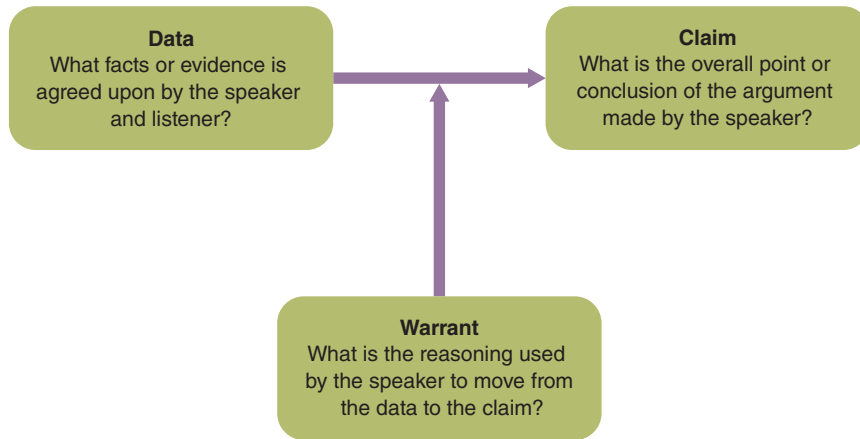 Data
What facts or evidence is
agreed upon by the speaker
and listener?
Claim
What is the overall point or
conclusion of the argument
made by the speaker?
Warrant
What is the reasoning used
by the speaker to move from
the data to the claim?